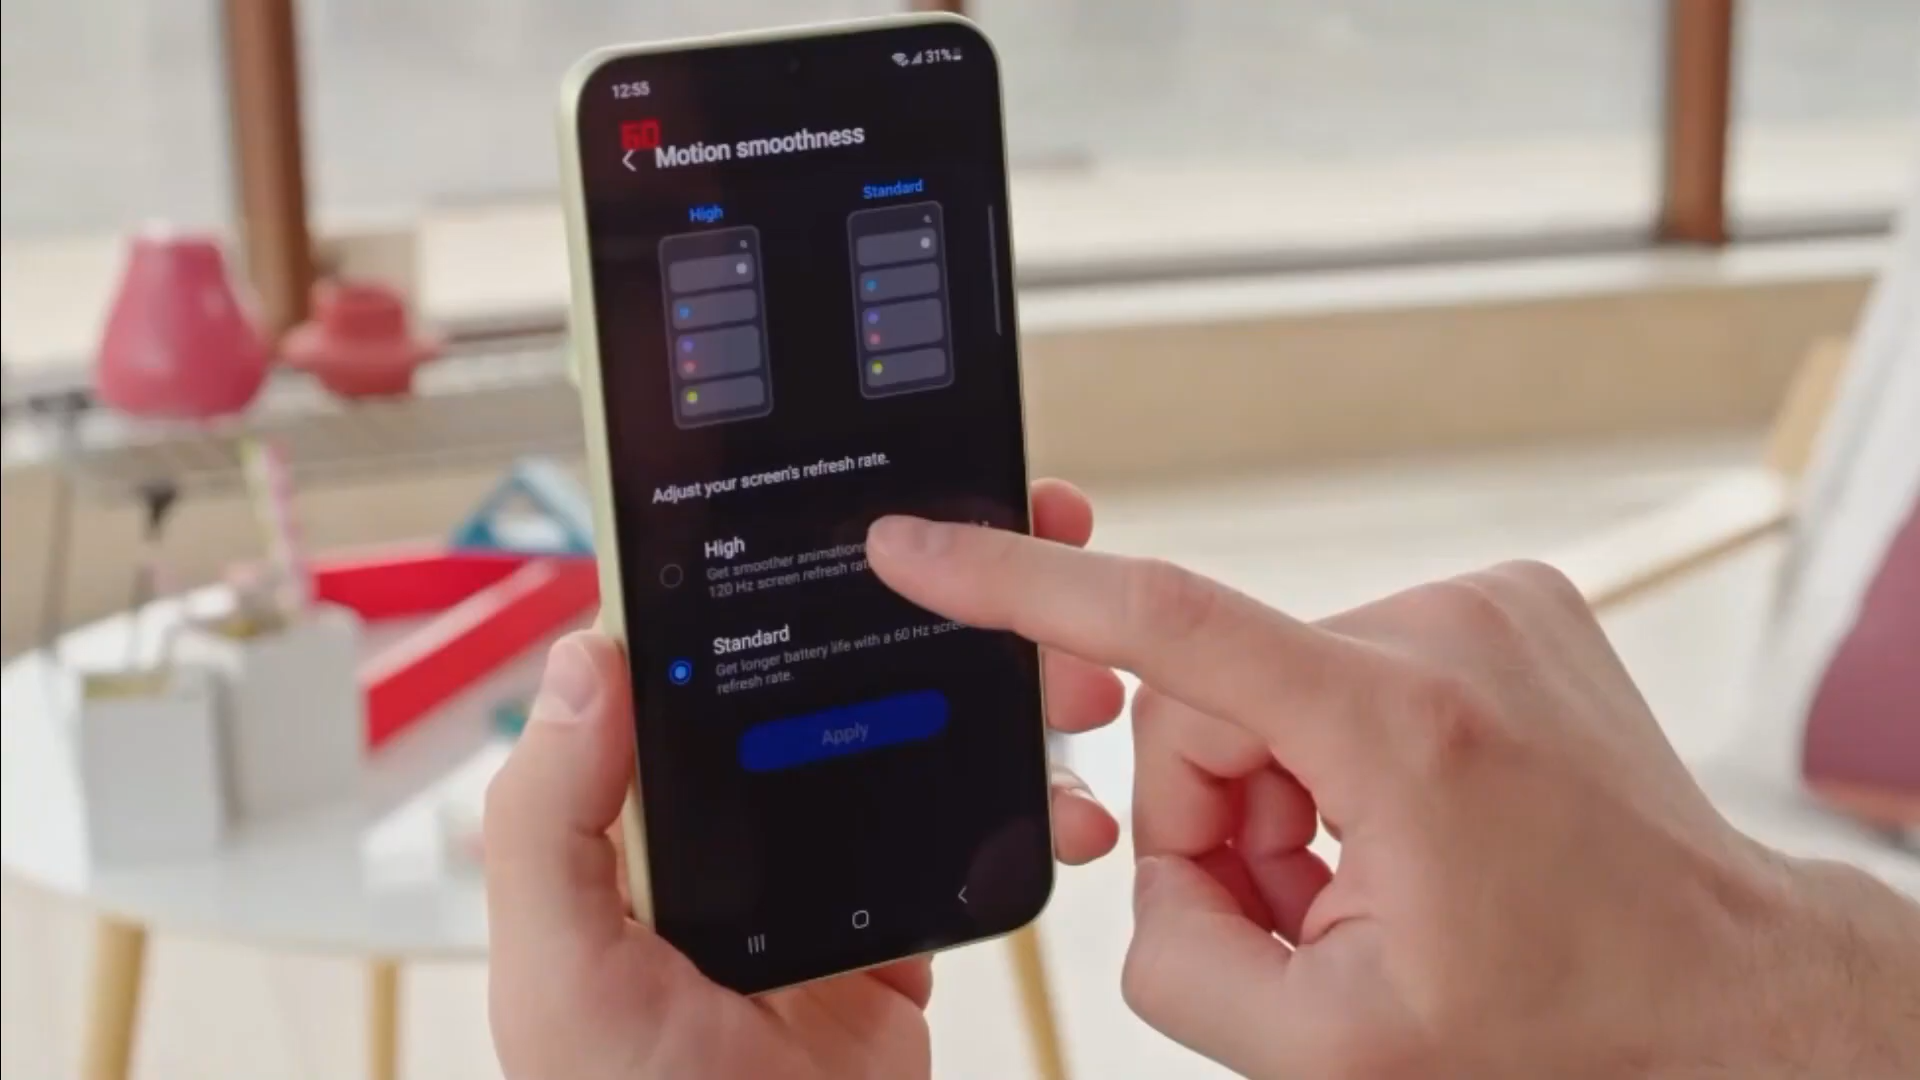 12:55
31%
60
Motion smoothness
High
Standard
Adjust your screen's refresh rate.
High
Get smoother animations
120 Hz screen refresh
Standard
Get longer battery life with a 60 Hz
refresh rate.
Apply